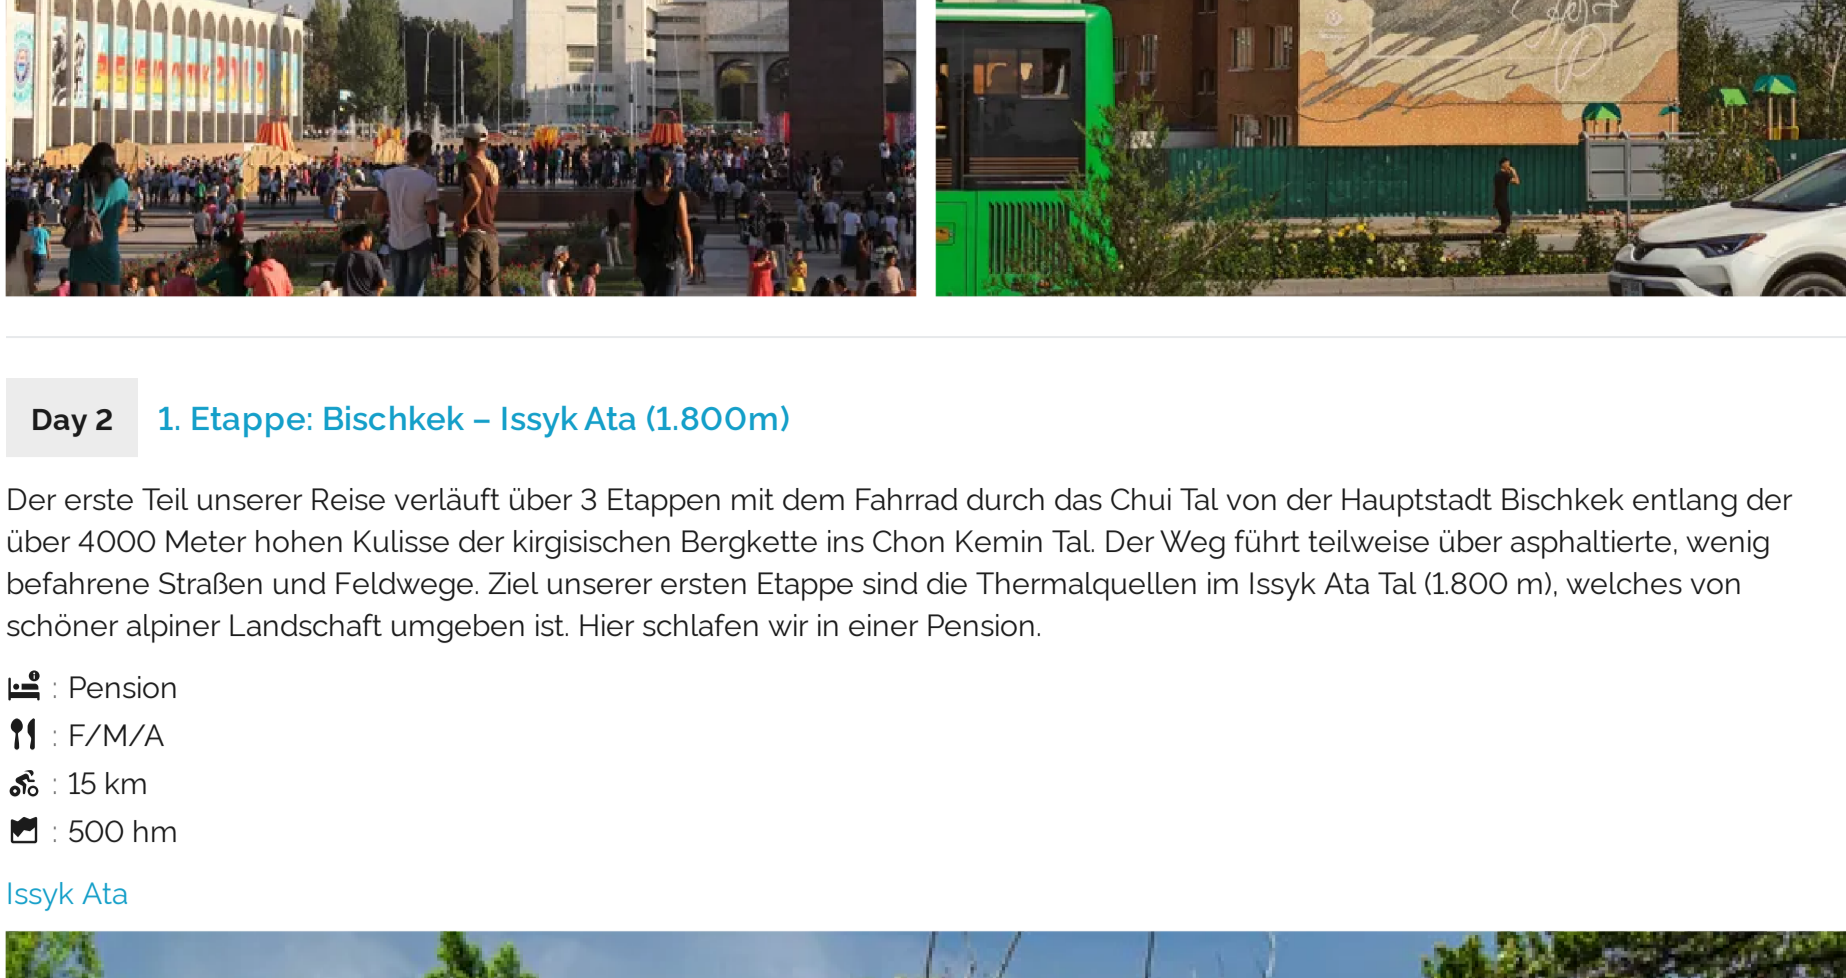 Day 2
1. Etappe: Bischkek – Issyk Ata (1.800m)
Der erste Teil unserer Reise verläuft über 3 Etappen mit dem Fahrrad durch das Chui Tal von der Hauptstadt Bischkek entlang der
über 4000 Meter hohen Kulisse der kirgisischen Bergkette ins Chon Kemin Tal. Der Weg führt teilweise über asphaltierte, wenig
befahrene Straßen und Feldwege. Ziel unserer ersten Etappe sind die Thermalquellen im Issyk Ata Tal (1.800 m), welches von
schöner alpiner Landschaft umgeben ist. Hier schlafen wir in einer Pension.
: Pension
: F/M/A
: 15 km
: 500 hm
Issyk Ata